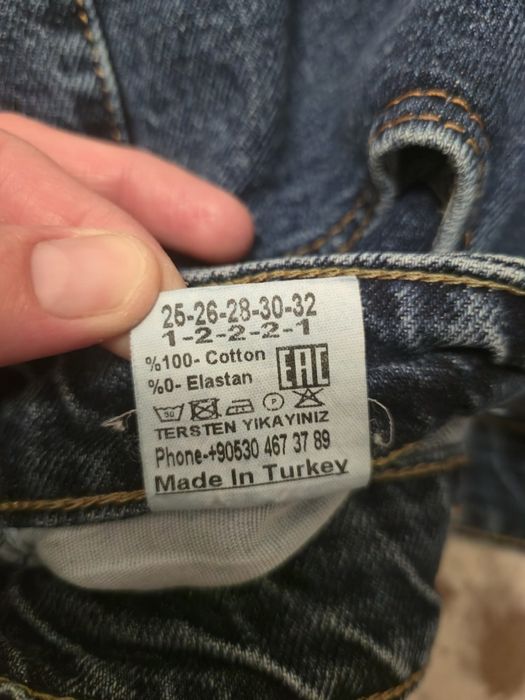 25-26-28-30-32
1-2-2-2-1
%100- Cotton
%0- Elastan
EAC
30 P
TERSTEN YIKAYINIZ
Phone-+90530 467 37 89
Made In Turkey